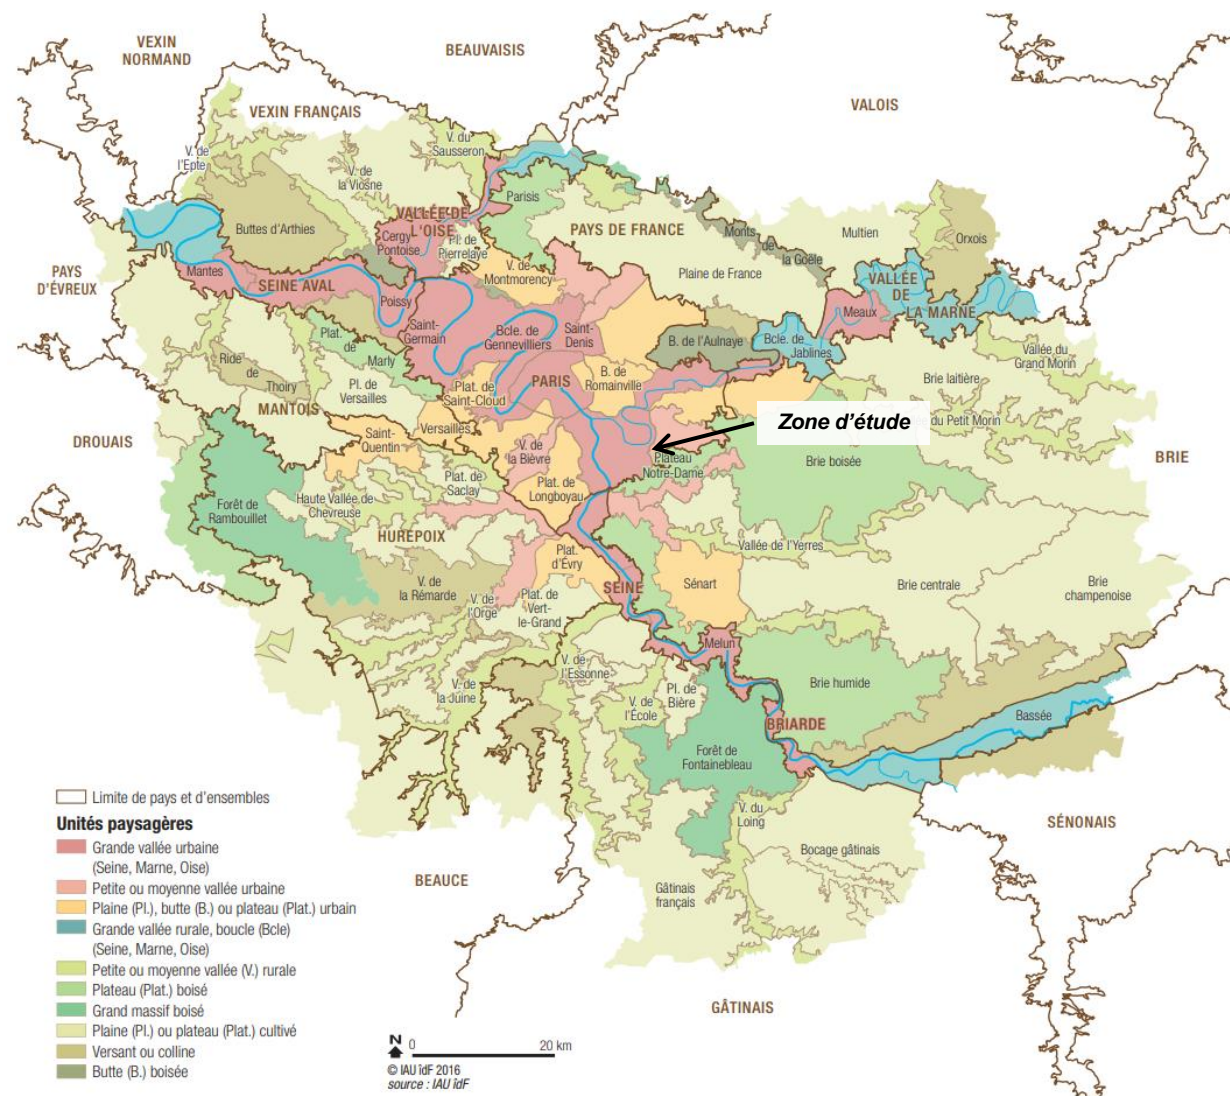 VEXIN
NORMAND
BEAUVAISIS
VALOIS
VEXIN FRANÇAIS
V. du
Sausseron
V. de
l'Epte
V. de
la Viosne
Parisis
VALLÉE DE
L'OISE
Buttes d'Arthies
Cergy
Pontoise
Pl. de
Pierrelaye
PAYS DE FRANCE
Monts
de
la Goële
Multien
Orxois
PAYS
D'ÉVREUX
Mantes
SEINE AVAL
Poissy
V. de
Montmorency
Plaine de France
VALLÉE
DE
LA MARNE
Meaux
Saint-
Germain
Bcle. de
Gennevilliers
Saint-
Denis
B. de l'Aulnaye
Bcle. de
Jablines
Vallée du
Grand Morin
Plat.
de
Marly
Ride
de
Thoiry
Pl. de
Versailles
Plat. de
Saint-Cloud
PARIS
B. de
Romainville
Brie laitière
MANTOIS
DROUAIS
Versailles
Saint-
Quentin
V. de
la Bièvre
Zone d'étude
du Petit Morin
Plateau
Notre-Dame
Brie boisée
BRIE
Plat. de
Saclay
Plat. de
Longboyau
Forêt de
Rambouillet
Haute Vallée de
Chevreuse
HUREPOIX
Vallée de l'Yerres
Plat.
d'Évry
V. de
la Rémarde
V. de
l'Orge
Plat. de
Vert-
le-Grand
SEINE
Sénart
Brie centrale
Brie
champenoise
Melun
V. de
l'Essonne
V. de
la Juine
V. de
l'École
Pl. de
Bière
Brie humide
BRIARDE
Bassée
Forêt de
Fontainebleau
V. du
Loing
SÉNONAIS
Bocage gâtinais
BEAUCE
Gâtinais
français
GÂTINAIS
Limite de pays et d'ensembles
Unités paysagères
Grande vallée urbaine
(Seine, Marne, Oise)
Petite ou moyenne vallée urbaine
Plaine (Pl.), butte (B.) ou plateau (Plat.) urbain
Grande vallée rurale, boucle (Bcle)
(Seine, Marne, Oise)
Petite ou moyenne vallée (V.) rurale
Plateau (Plat.) boisé
Grand massif boisé
Plaine (Pl.) ou plateau (Plat.) cultivé
Versant ou colline
Butte (B.) boisée
N
0
20 km
© IAU îdF 2016
source : IAU îdF